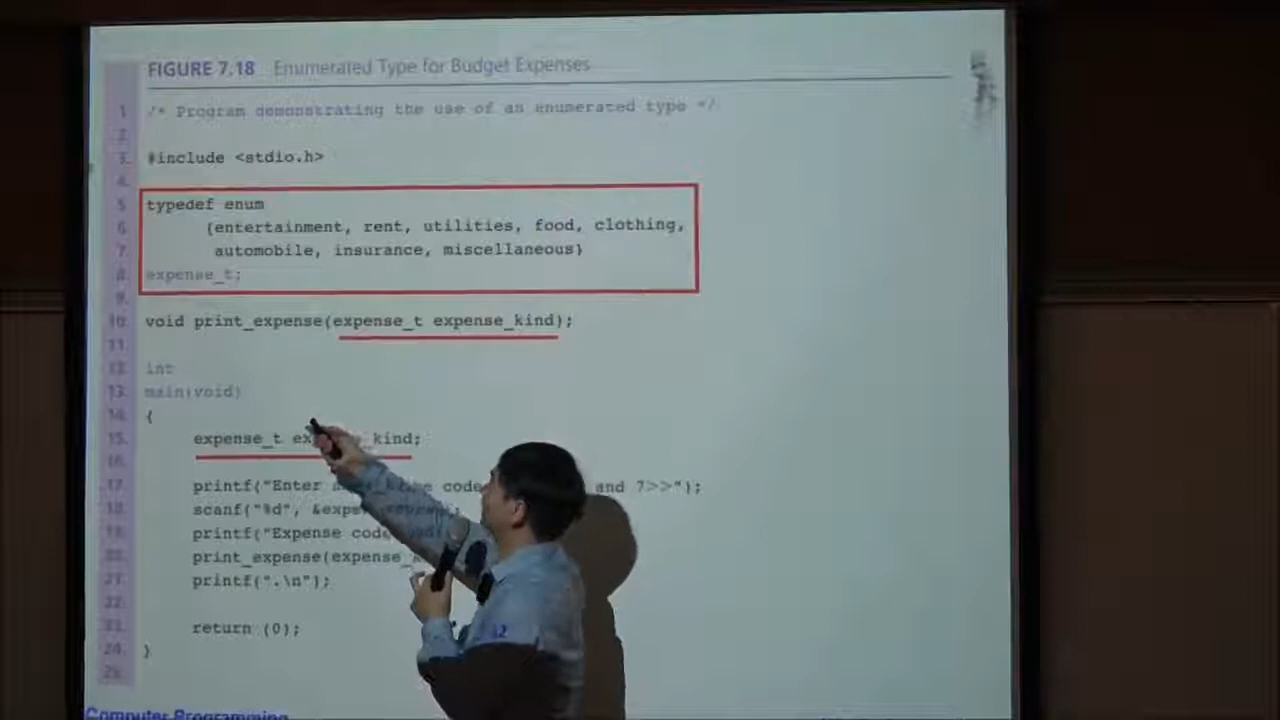 FIGURE 7.18 Enumerated Type for Budget Expenses
1. /* Program demonstrating the use of an enumerated type */
2.
3. #include <stdio.h>
4.
5. typedef enum
6. {entertainment, rent, utilities, food, clothing,
7. automobile, insurance, miscellaneous}
8. expense_t;
9.
10. void print_expense(expense_t expense_kind);
11.
12. int
13. main(void)
14. {
15. expense_t kind;
16.
17. printf("Enter code and 7>>");
18. scanf("%d",
19. printf("Expense code
20. print_expense(
21. printf(".\n");
22.
23. return (0);
24. }
25.
Computer Programming